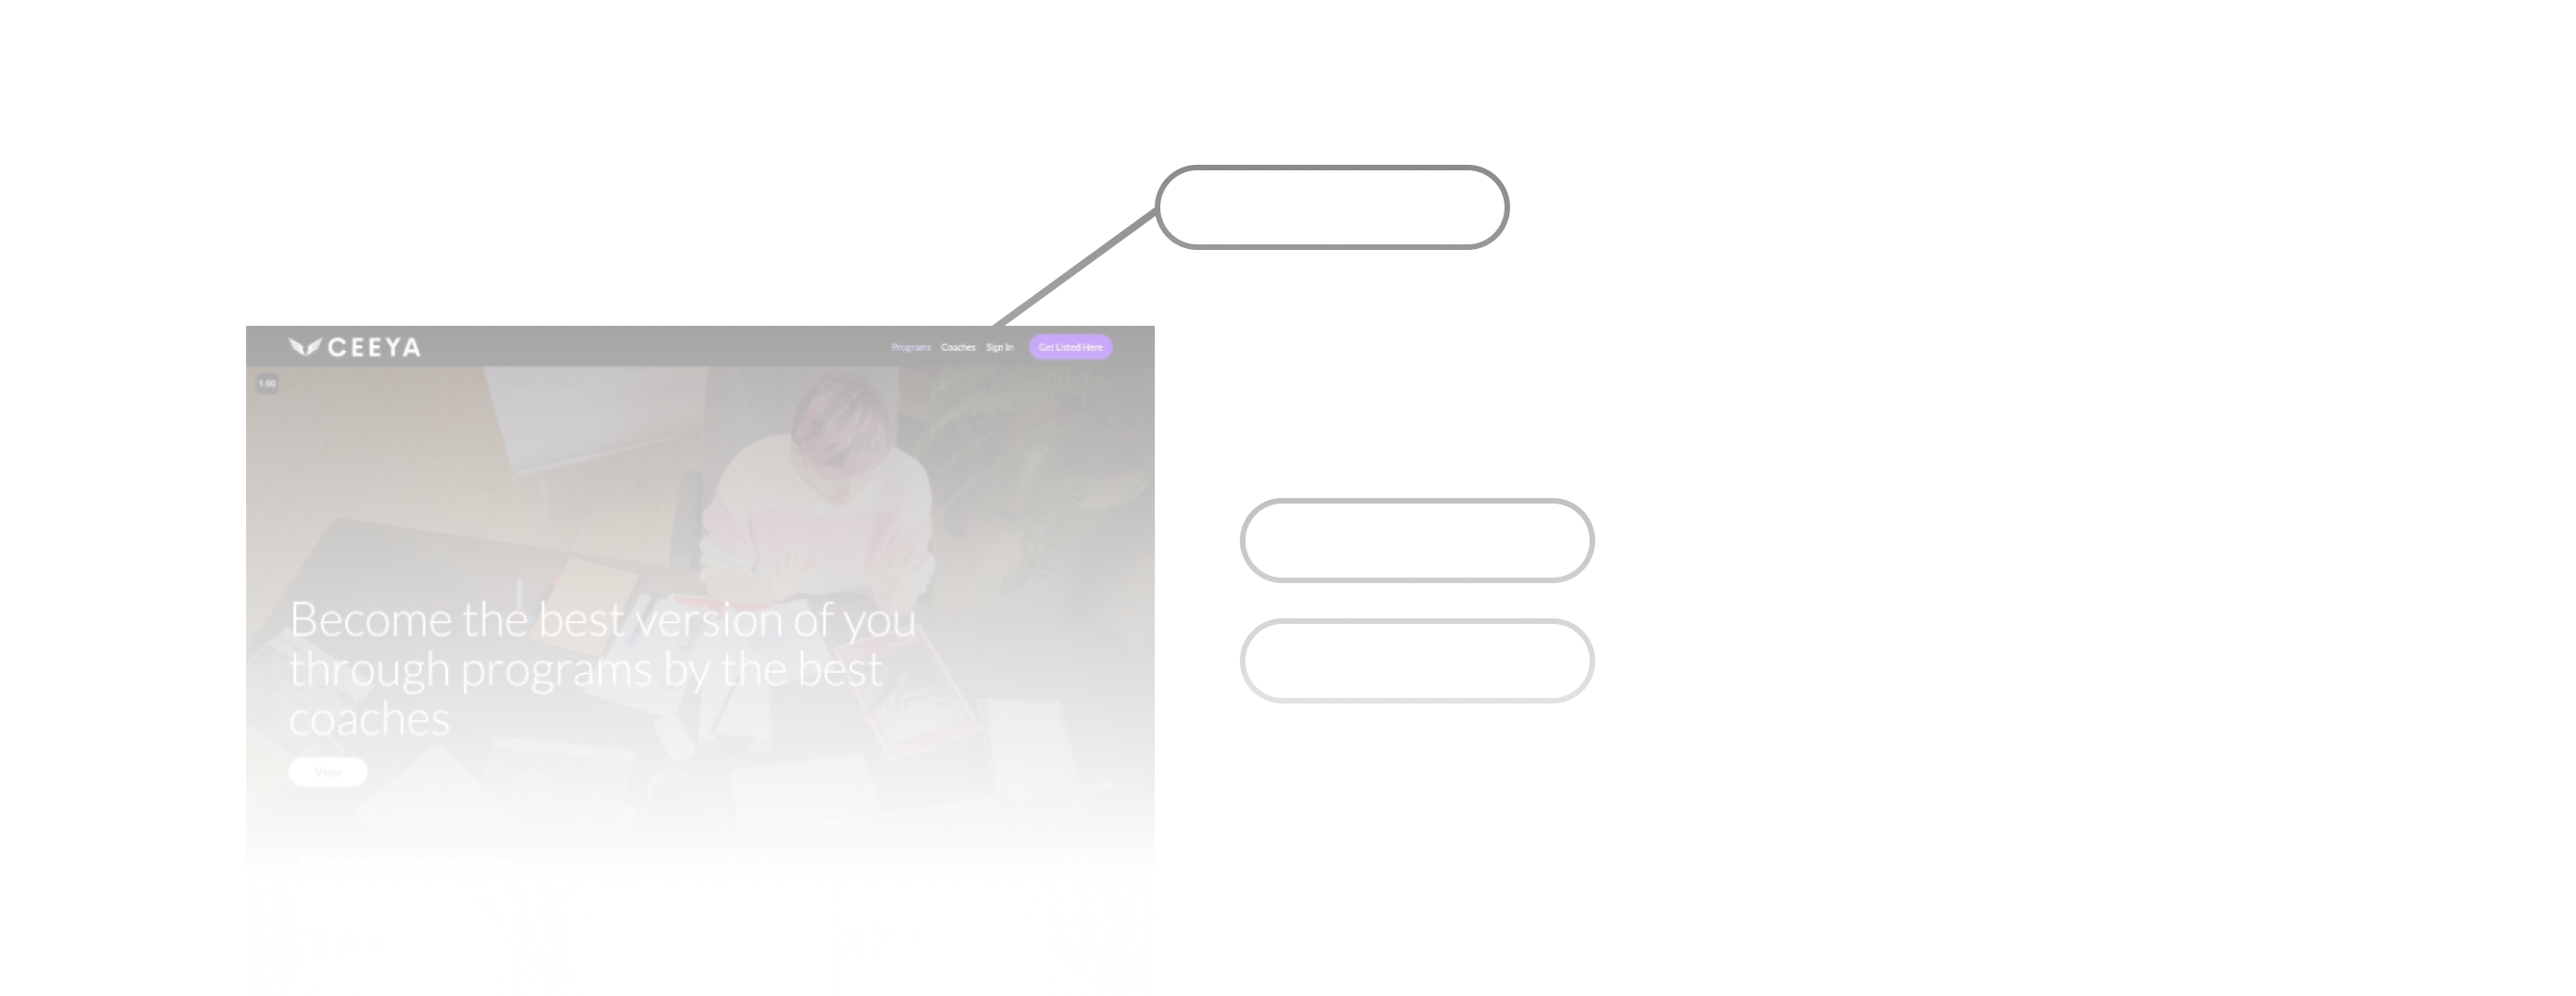 CEEYA
Programs Coaches Sign In Get Listed Here
1.00
Become the best version of you
through programs by the best
coaches
View